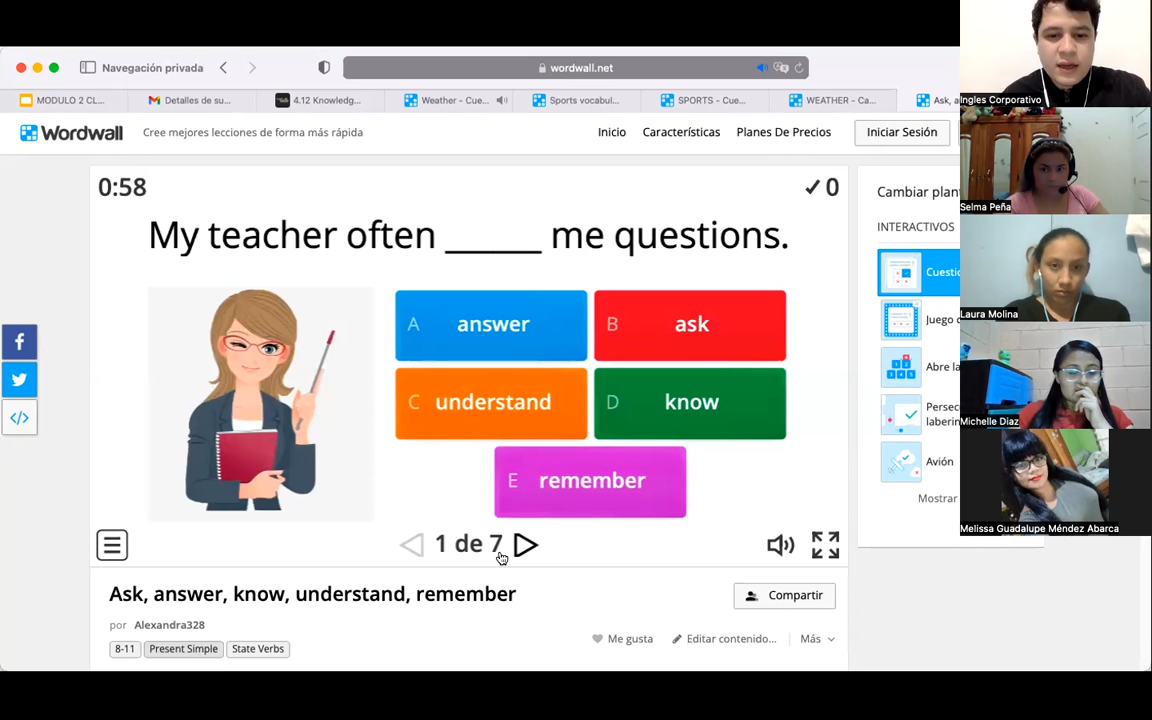 Navegación privada
wordwall.net
MODULO 2 CL...
Detalles de su...
4.12 Knowledg...
Weather - Cue...
Sports vocabul...
SPORTS - Cue...
WEATHER - Ca...
Ask, a
Wordwall
Cree mejores lecciones de forma más rápida
Inicio
Características
Planes De Precios
Iniciar Sesión
0:58
✓ 0
My teacher often ______ me questions.
A answer
B ask
C understand
D know
E remember
1 de 7
Ask, answer, know, understand, remember
Compartir
por Alexandra328
Me gusta
Editar contenido...
Más
8-11
Present Simple
State Verbs
Cambiar plan
INTERACTIVOS
Cuestio
Juego
Abre la
Persec
laberin
Avión
Mostrar
Ingles Corporativo
Selma Peña
Laura Molina
Michelle Diaz
Melissa Guadalupe Méndez Abarca